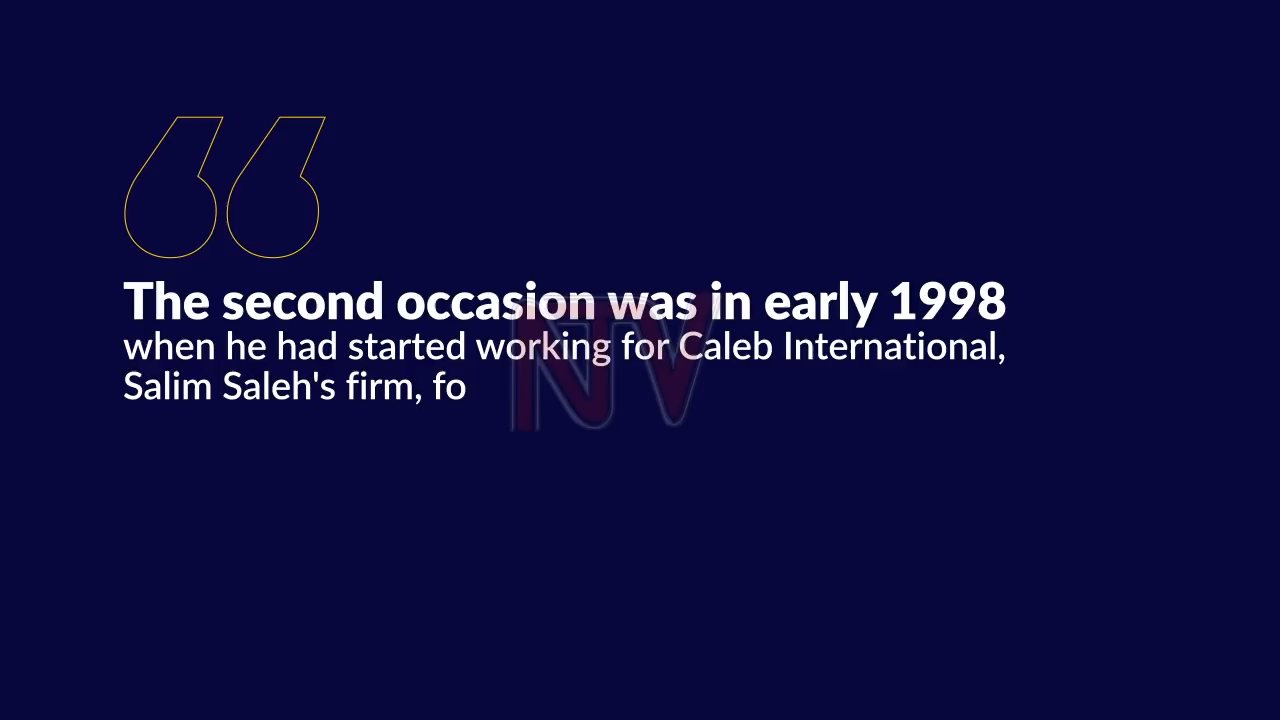 The second occasion was in early 1998
when he had started working for Caleb International,
Salim Saleh's firm, fo
NTV